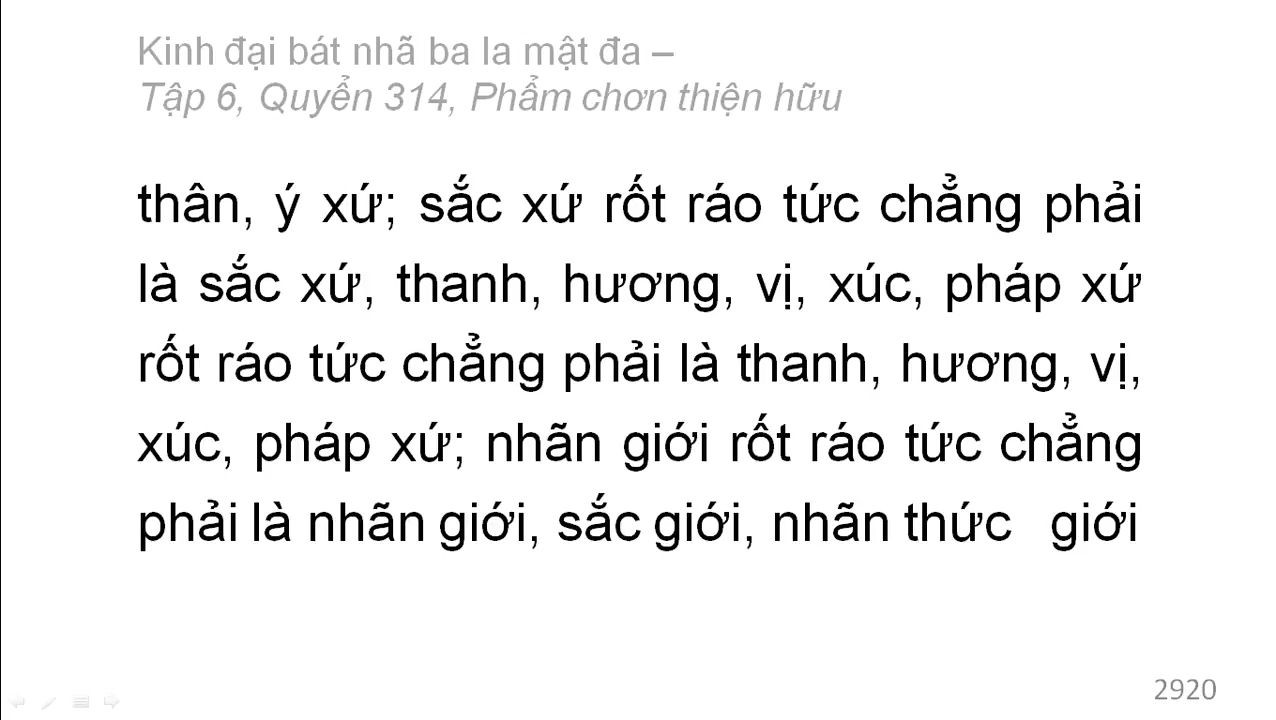 Kinh đại bát nhã ba la mật đa –
Tập 6, Quyển 314, Phẩm chơn thiện hữu
thân, ý xứ; sắc xứ rốt ráo tức chẳng phải
là sắc xứ, thanh, hương, vị, xúc, pháp xứ
rốt ráo tức chẳng phải là thanh, hương, vị,
xúc, pháp xứ; nhãn giới rốt ráo tức chẳng
phải là nhãn giới, sắc giới, nhãn thức giới
2920